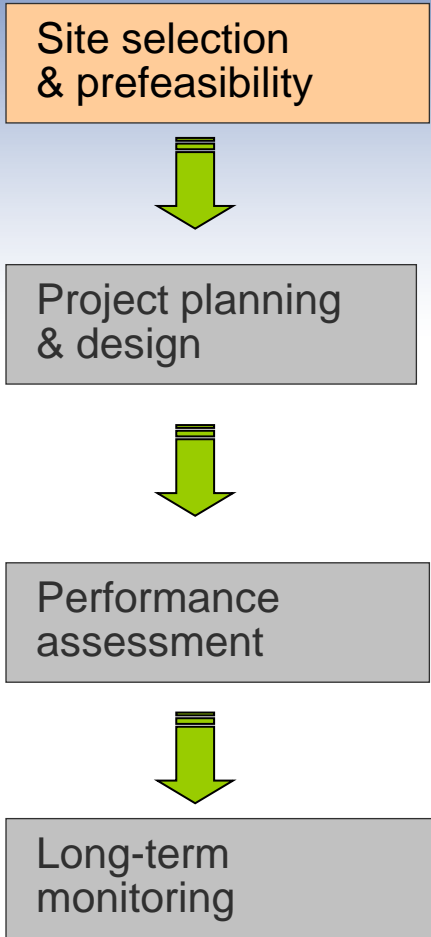 Site selection
& prefeasibility
Project planning
& design
Performance
assessment
Long-term
monitoring